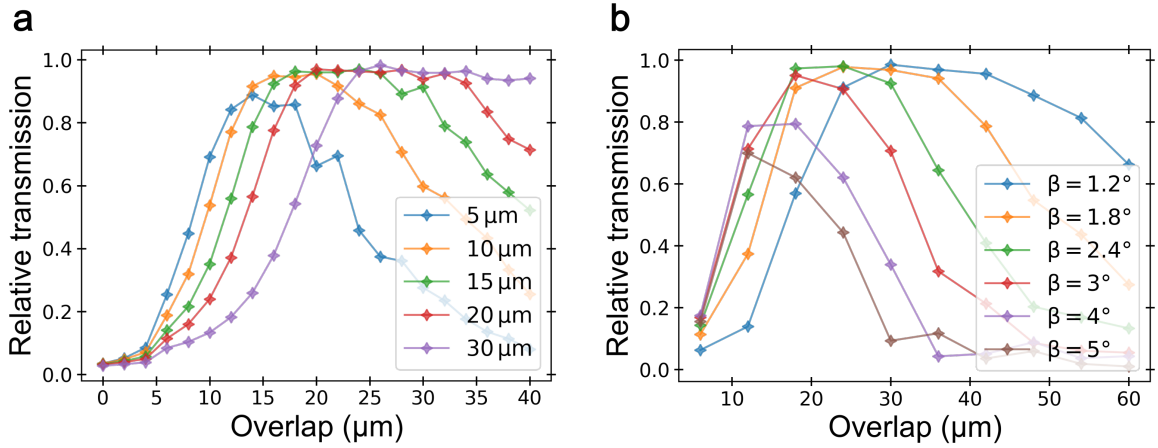 a
Relative transmission
0 5 10 15 20 25 30 35 40
1.0
0.8
0.6
0.4
0.2
0.0
5 μm
10 μm
15 μm
20 μm
30 μm
Overlap (μm)
b
Relative transmission
1.0
0.8
0.6
0.4
0.2
0.0
β = 1.2°
β = 1.8°
β = 2.4°
β = 3°
β = 4°
β = 5°
10 20 30 40 50 60
Overlap (μm)